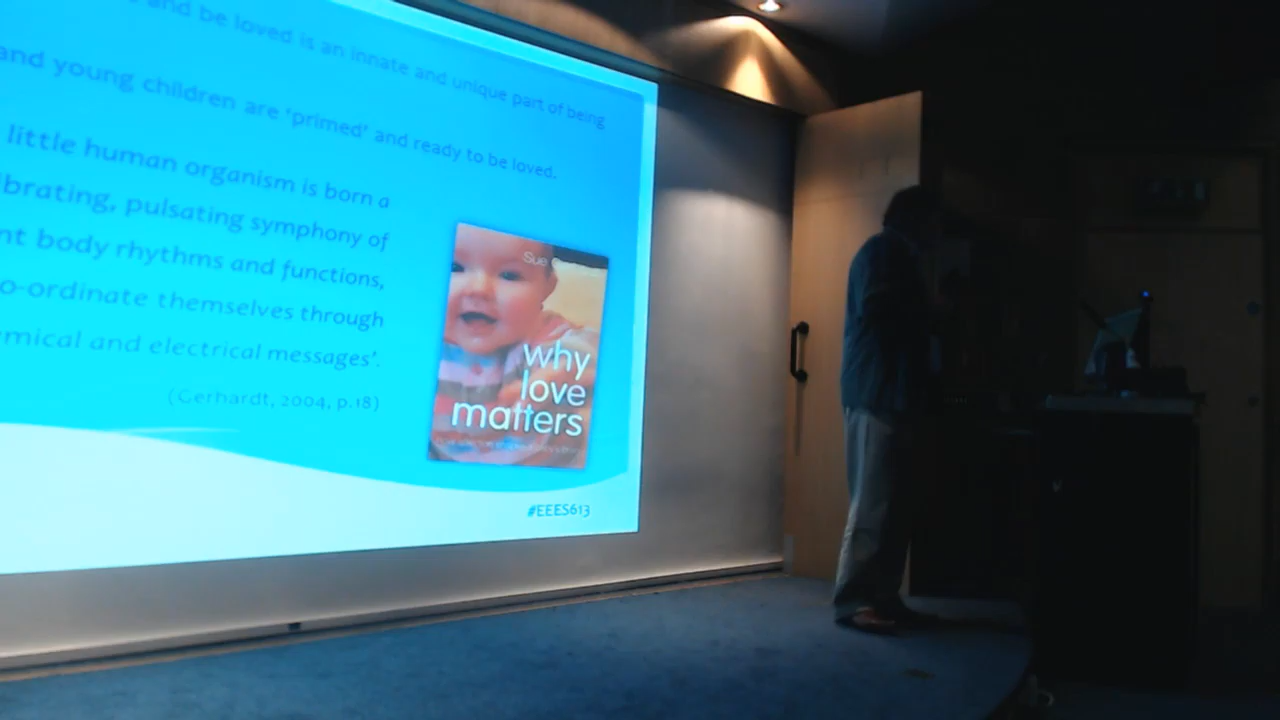 and be loved is an innate and unique part of being
and young children are 'primed' and ready to be loved.
little human organism is born a
brating, pulsating symphony of
nt body rhythms and functions,
o-ordinate themselves through
mical and electrical messages'.
(Gerhardt, 2004, p.18)
Sue
why
love
matters
#EEES613